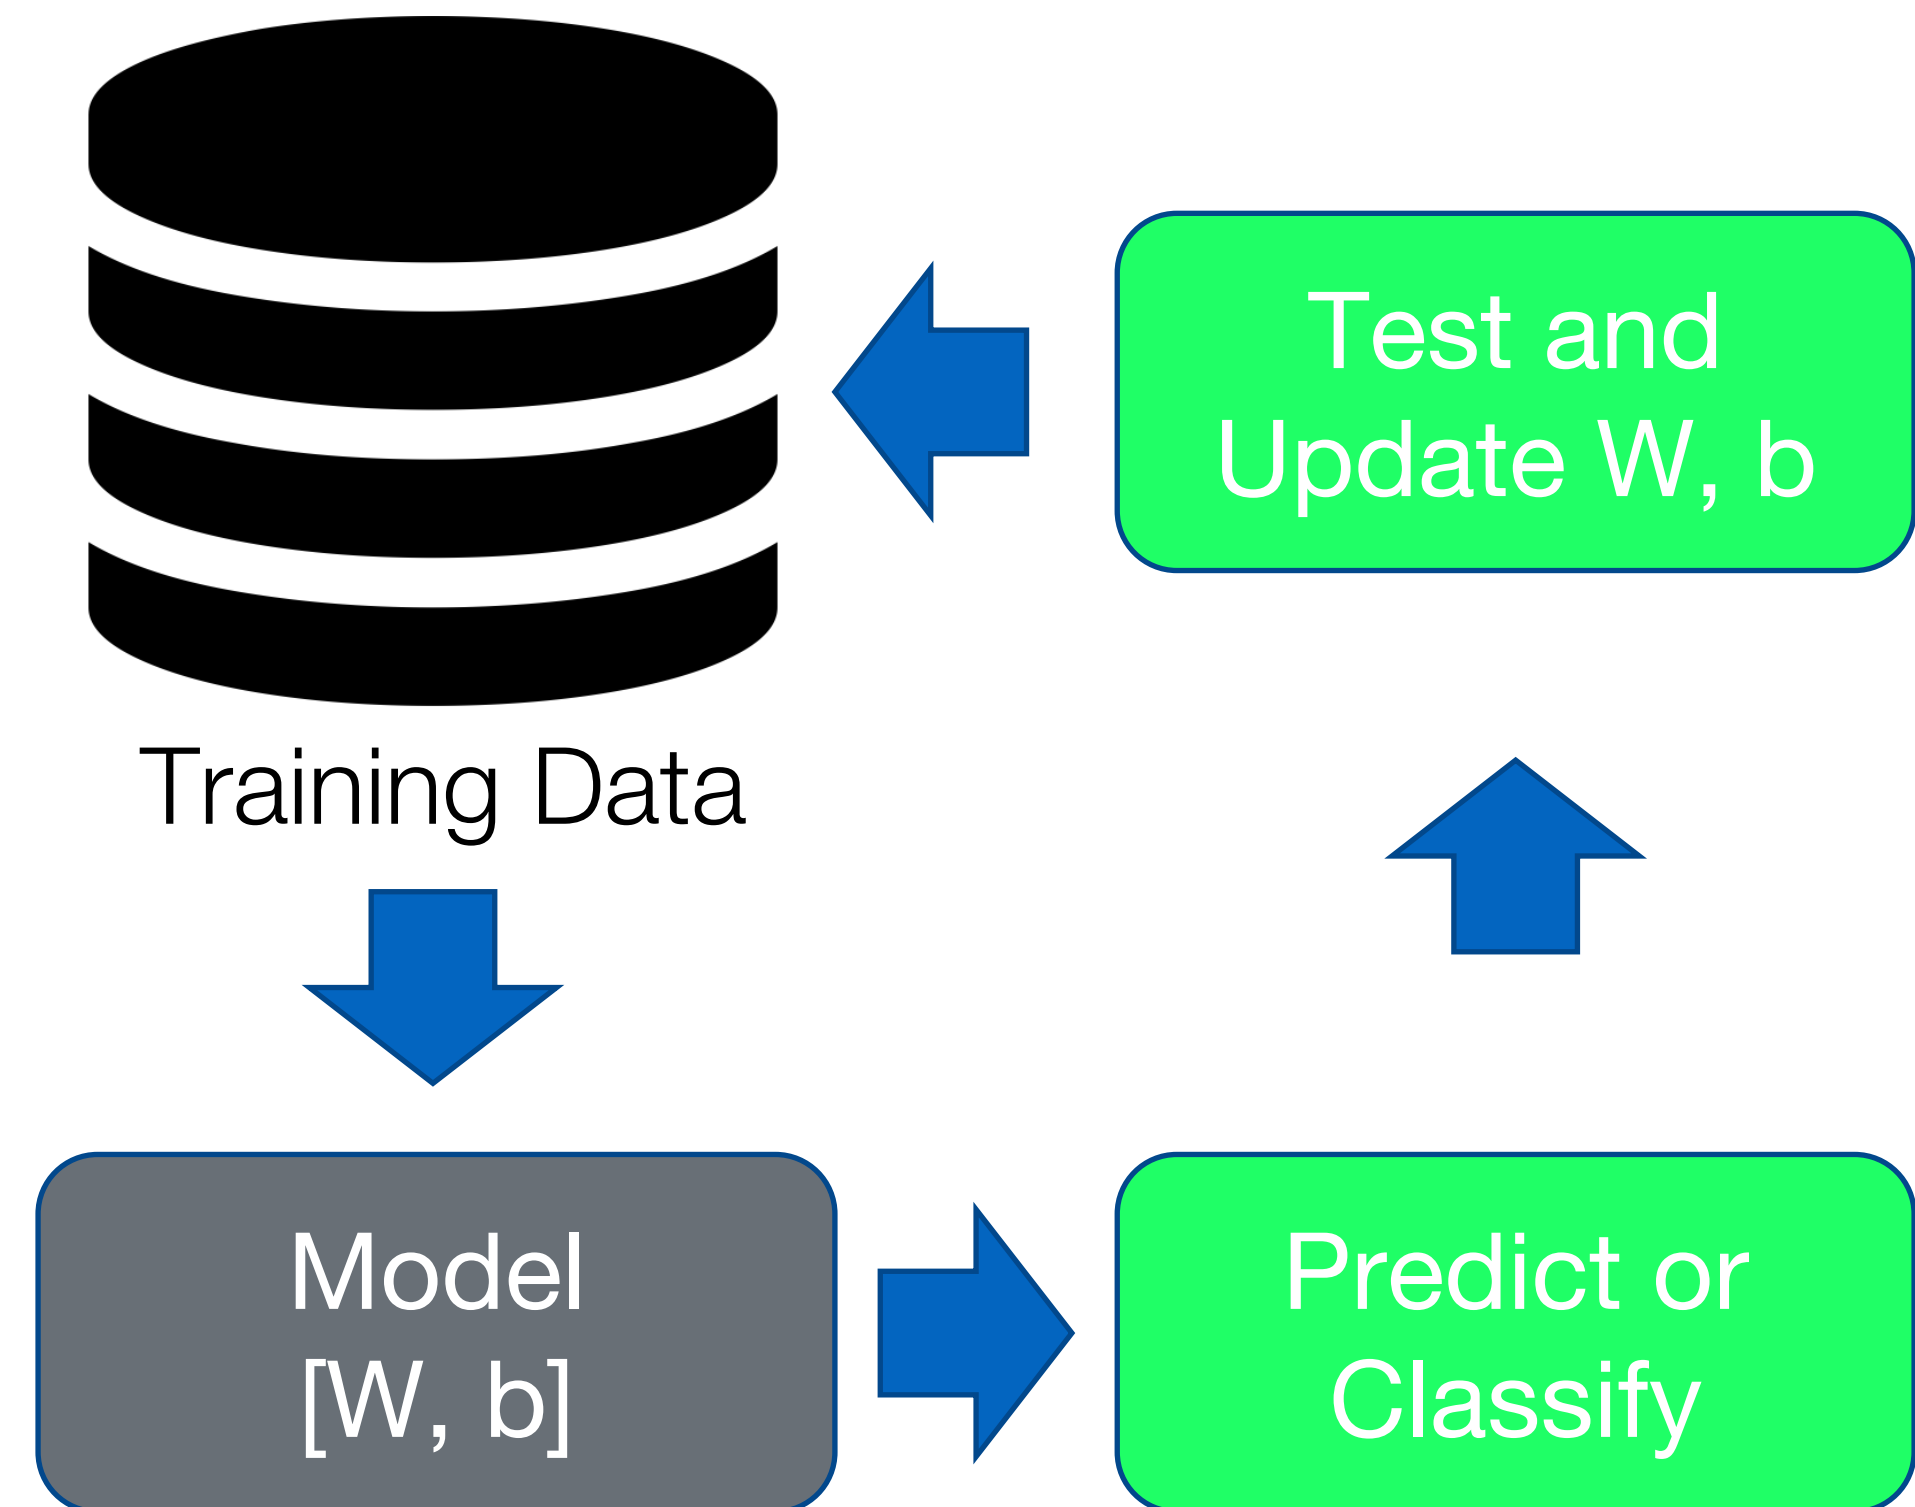 Test and
Update W, b
Training Data
Model
[W, b]
Predict or
Classify